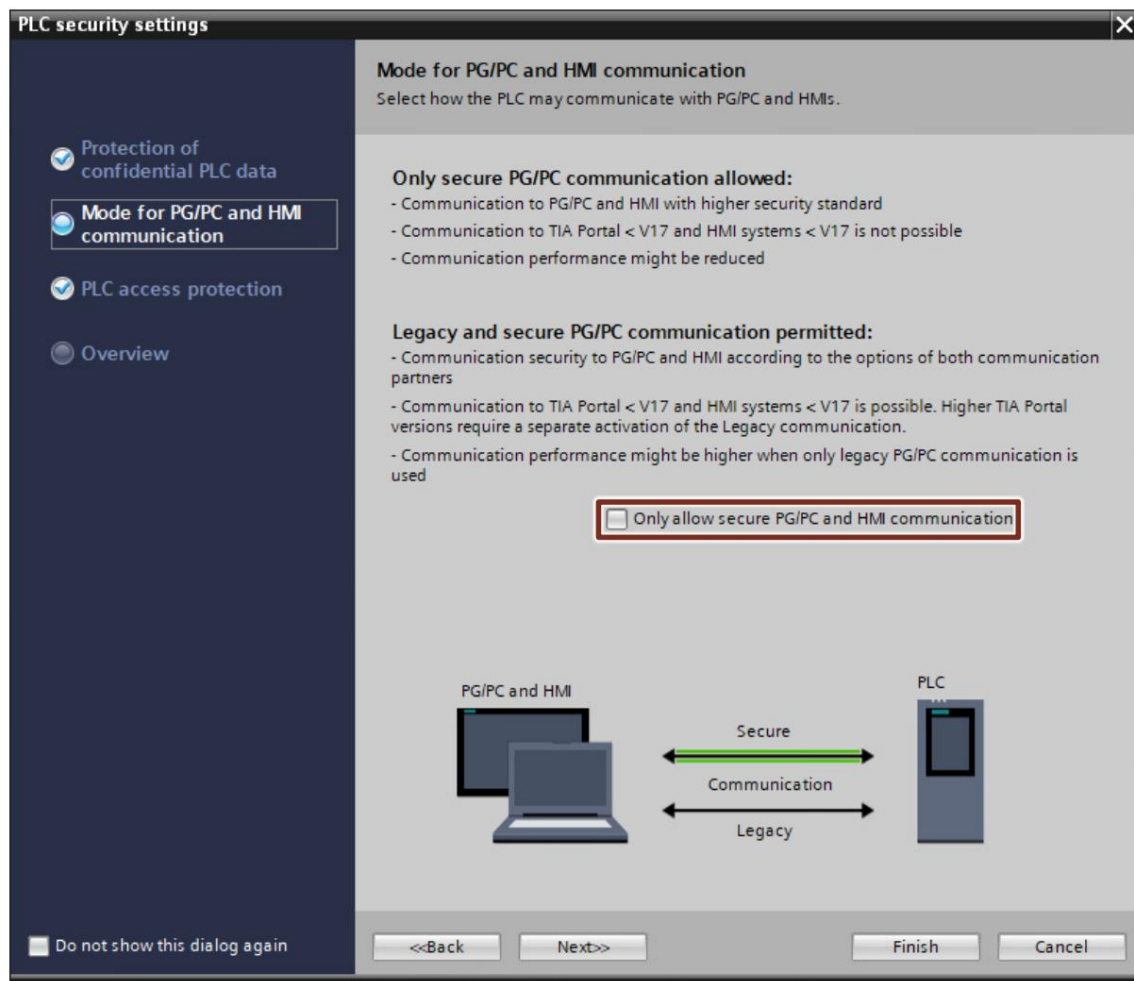 PLC security settings
Protection of
confidential PLC data
Mode for PG/PC and HMI
communication
PLC access protection
Overview
Do not show this dialog again
Mode for PG/PC and HMI communication
Select how the PLC may communicate with PG/PC and HMIs.
Only secure PG/PC communication allowed:
- Communication to PG/PC and HMI with higher security standard
- Communication to TIA Portal < V17 and HMI systems < V17 is not possible
- Communication performance might be reduced
Legacy and secure PG/PC communication permitted:
- Communication security to PG/PC and HMI according to the options of both communication
partners
- Communication to TIA Portal < V17 and HMI systems < V17 is possible. Higher TIA Portal
versions require a separate activation of the Legacy communication.
- Communication performance might be higher when only legacy PG/PC communication is
used
Only allow secure PG/PC and HMI communication
PG/PC and HMI
PLC
Secure
Communication
Legacy
<<Back
Next>>
Finish
Cancel